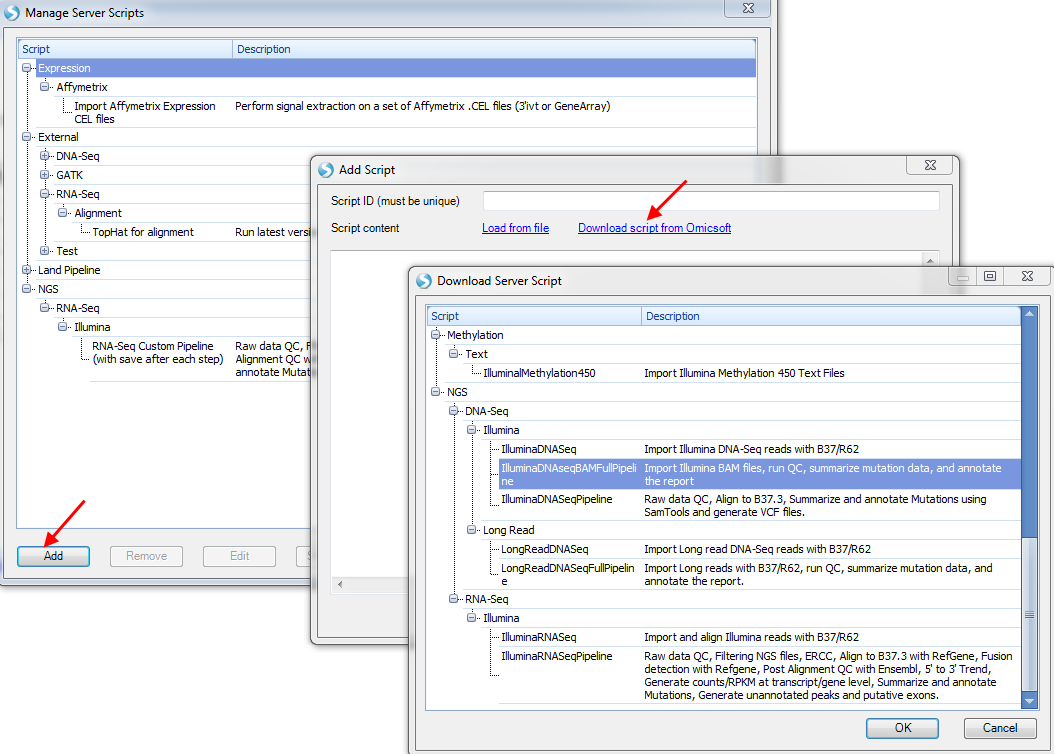 Manage Server Scripts
Script Description
Expression
Affymetrix
Import Affymetrix Expression Perform signal extraction on a set of Affymetrix .CEL files (3'ivt or GeneArray)
CEL files
External
DNA-Seq
GATK
RNA-Seq
Alignment
TopHat for alignment Run latest versi
Test
Land Pipeline
NGS
RNA-Seq
Illumina
RNA-Seq Custom Pipeline Raw data QC, F
(with save after each step) Alignment QC w
annotate Mutat
Add Remove Edit
Add Script
Script ID (must be unique)
Script content Load from file Download script from Omicsoft
Download Server Script
Script Description
Methylation
Text
IlluminalMethylation450 Import Illumina Methylation 450 Text Files
NGS
DNA-Seq
Illumina
IlluminaDNASeq Import Illumina DNA-Seq reads with B37/R62
IlluminaDNAseqBAMFullPipeli Import Illumina BAM files, run QC, summarize mutation data, and annotate
ne the report
IlluminaDNASeqPipeline Raw data QC, Align to B37.3, Summarize and annotate Mutations using
SamTools and generate VCF files.
Long Read
LongReadDNASeq Import Long read DNA-Seq reads with B37/R62
LongReadDNASeqFullPipelin Import Long reads with B37/R62, run QC, summarize mutation data, and
e annotate the report.
RNA-Seq
Illumina
IlluminaRNASeq Import and align Illumina reads with B37/R62
IlluminaRNASeqPipeline Raw data QC, Filtering NGS files, ERCC, Align to B37.3 with RefGene, Fusion
detection with Refgene, Post Alignment QC with Ensembl, 5' to 3' Trend,
Generate counts/RPKM at transcript/gene level, Summarize and annotate
Mutations, Generate unannotated peaks and putative exons.
OK Cancel